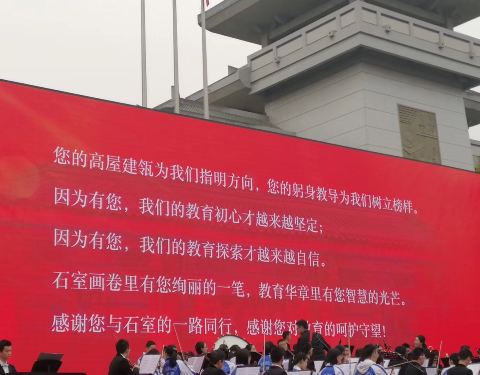 您的高屋建瓴为我们指明方向，您的躬身教导为我们树立榜样。
因为有您，我们的教育初心才越来越坚定；
因为有您，我们的教育探索才越来越自信。
石室画卷里有您绚丽的一笔，教育华章里有您智慧的光芒。
感谢您与石室的一路同行，感谢您对教育的呵护守望！